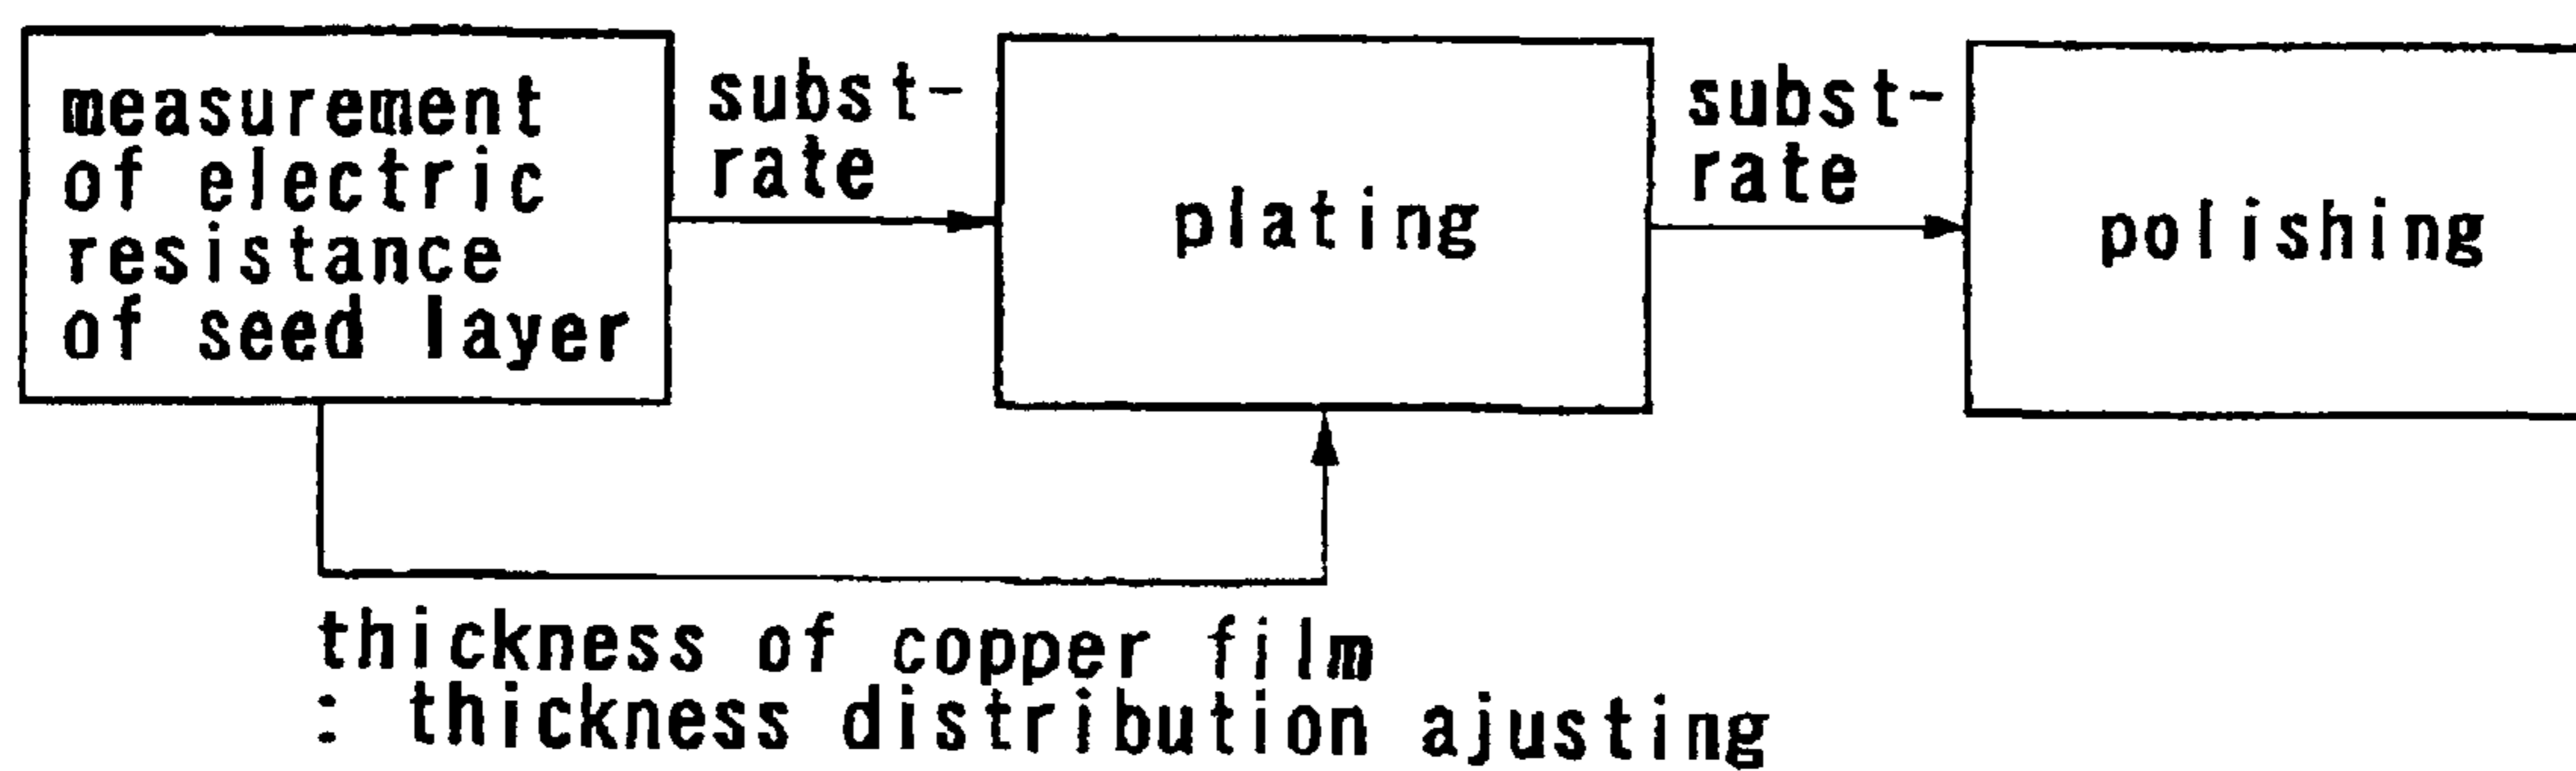 measurement
of electric
resistance
of seed layer
subst-
rate
plating
subst-
rate
polishing
thickness of copper film
: thickness distribution ajusting